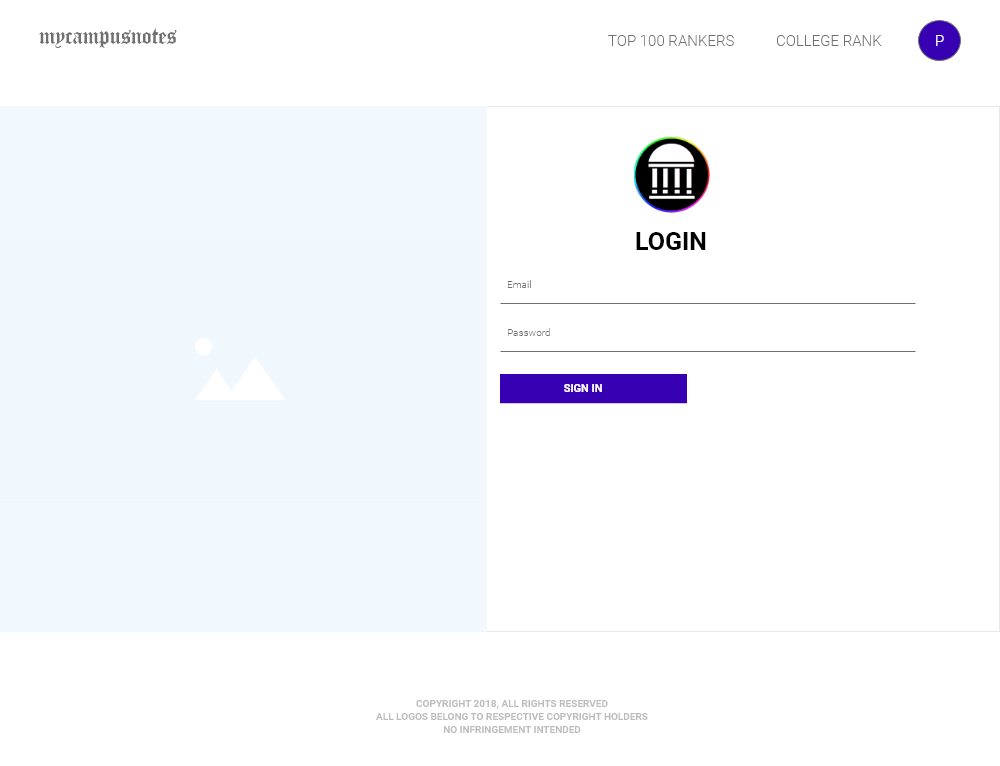 mycampusnotes
TOP 100 RANKERS
COLLEGE RANK
P
LOGIN
Email
Password
SIGN IN
COPYRIGHT 2018, ALL RIGHTS RESERVED
ALL LOGOS BELONG TO RESPECTIVE COPYRIGHT HOLDERS
NO INFRINGEMENT INTENDED